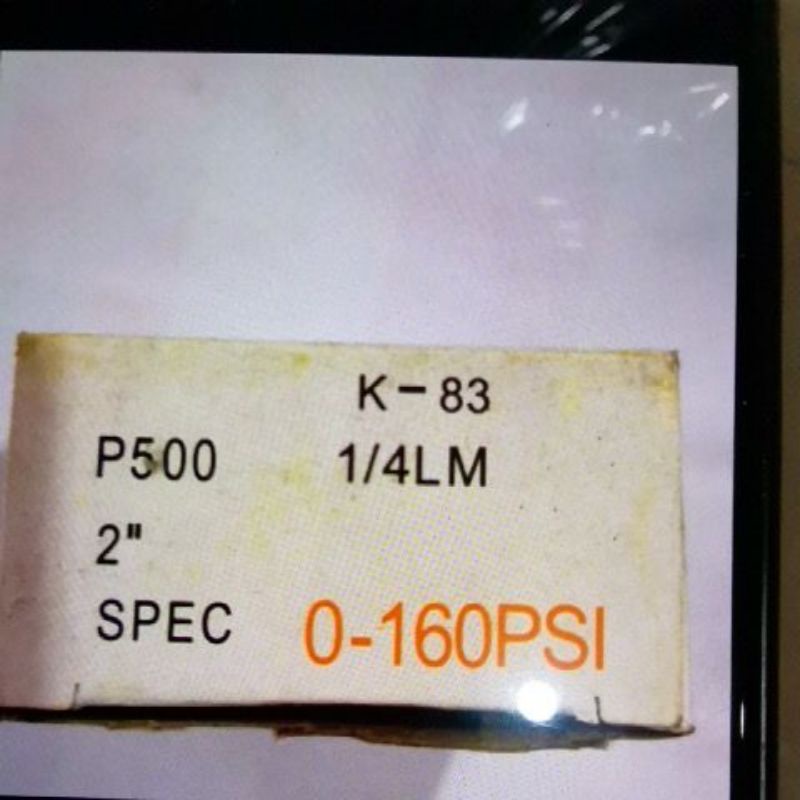 K-83
P500 1/4LM
2"
SPEC 0-160PSI